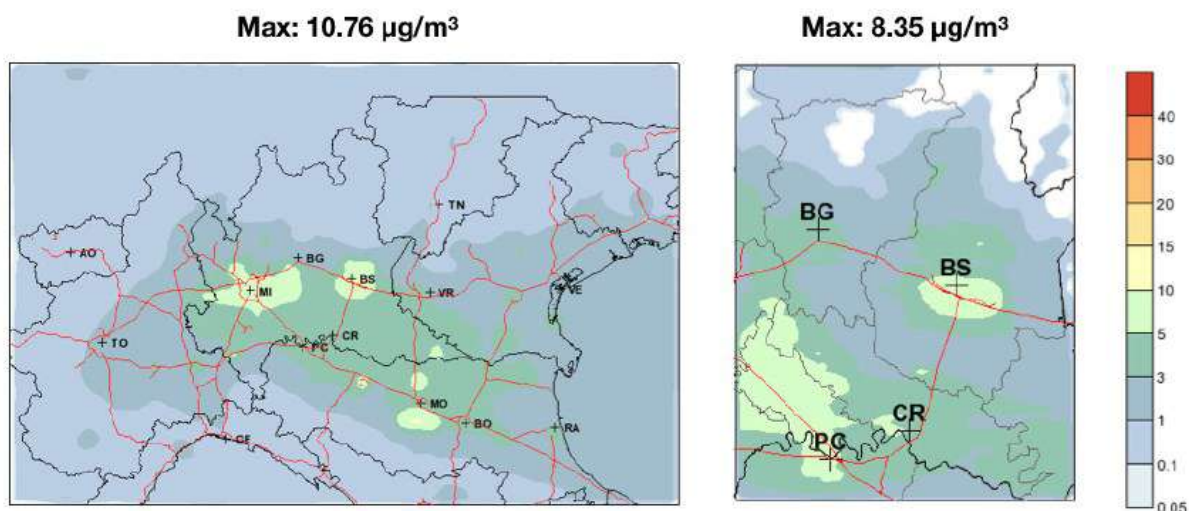 Max: 10.76 µg/m³
Max: 8.35 µg/m³
TN
AO
BG
BS
MI
VR
VE
TO
CR
PC
MO
BO
RA
GE
BG
BS
CR
PC
40
30
20
15
10
5
3
1
0.1
0.05